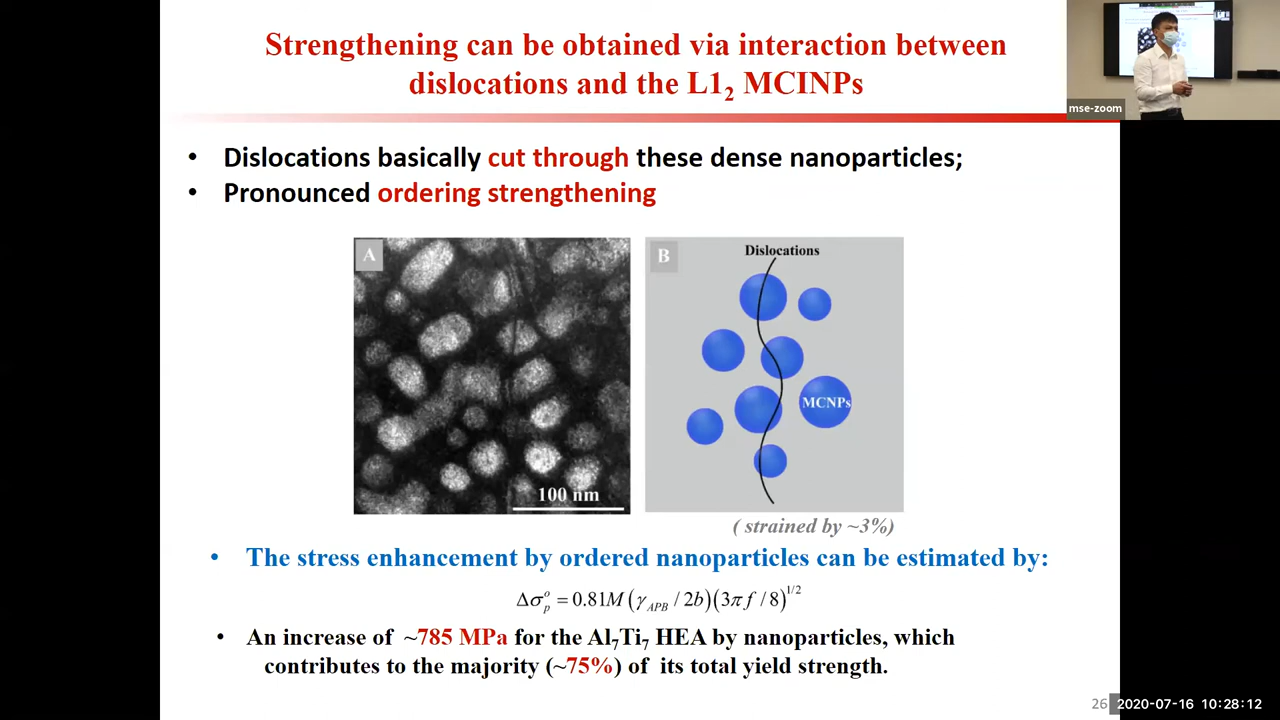 Strengthening can be obtained via interaction between
dislocations and the L1₂ MCINPs
mse-zoom
• Dislocations basically cut through these dense nanoparticles;
• Pronounced ordering strengthening
A
100 nm
B
Dislocations
MCNPs
( strained by ~3%)
• The stress enhancement by ordered nanoparticles can be estimated by:
Δσₚᵒ = 0.81M (γ_APB / 2b)(3πf / 8)^1/2
• An increase of ~785 MPa for the Al₇Ti₇ HEA by nanoparticles, which
contributes to the majority (~75%) of its total yield strength.
26
2020-07-16 10:28:12